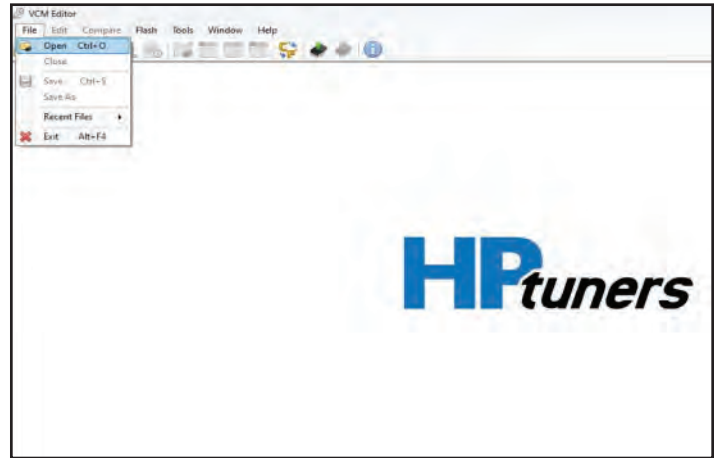 VCM Editor
File Edit Compare Flash Tools Window Help
Open Ctrl+O
Close
Save Ctrl+S
Save As
Recent Files
Exit Alt+F4
HPtuners